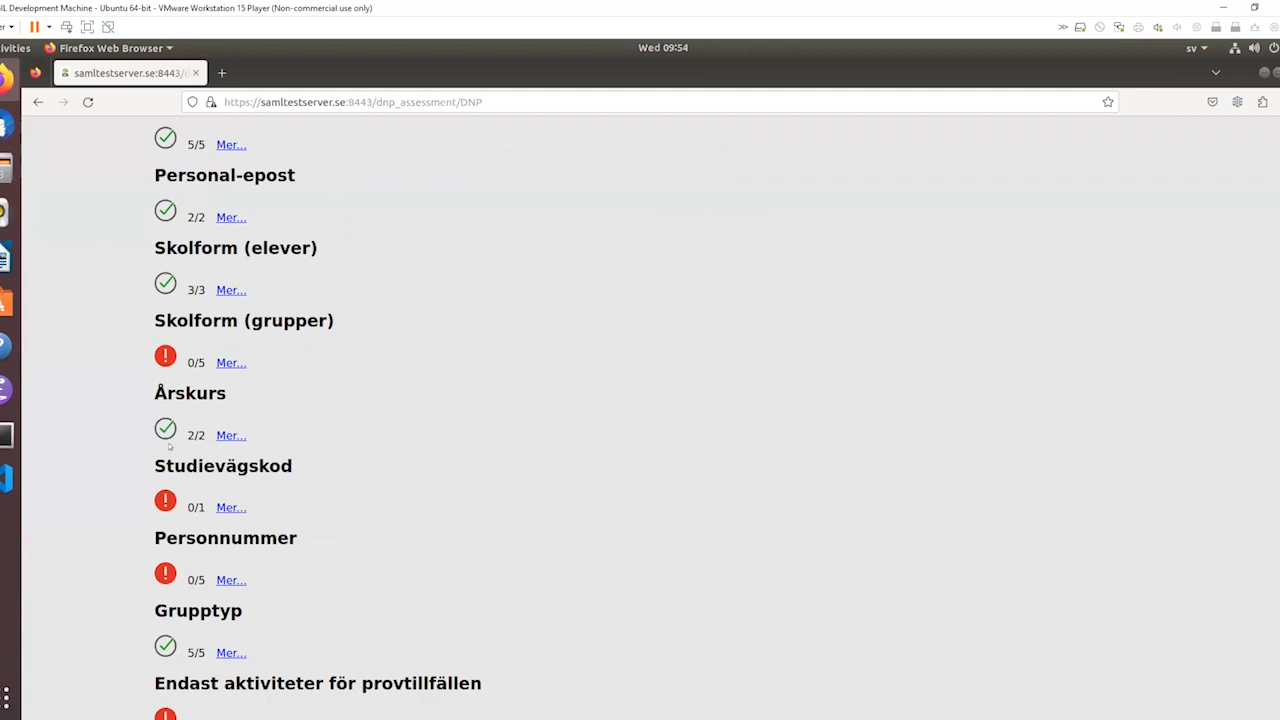 IL Development Machine - Ubuntu 64-bit - VMware Workstation 15 Player (Non-commercial use only)
er
ivities Firefox Web Browser Wed 09:54 sv
samltestserver.se:8443/d
https://samltestserver.se:8443/dnp_assessment/DNP
5/5 Mer...
Personal-epost
2/2 Mer...
Skolform (elever)
3/3 Mer...
Skolform (grupper)
0/5 Mer...
Årskurs
2/2 Mer...
Studievägskod
0/1 Mer...
Personnummer
0/5 Mer...
Grupptyp
5/5 Mer...
Endast aktiviteter för provtillfällen